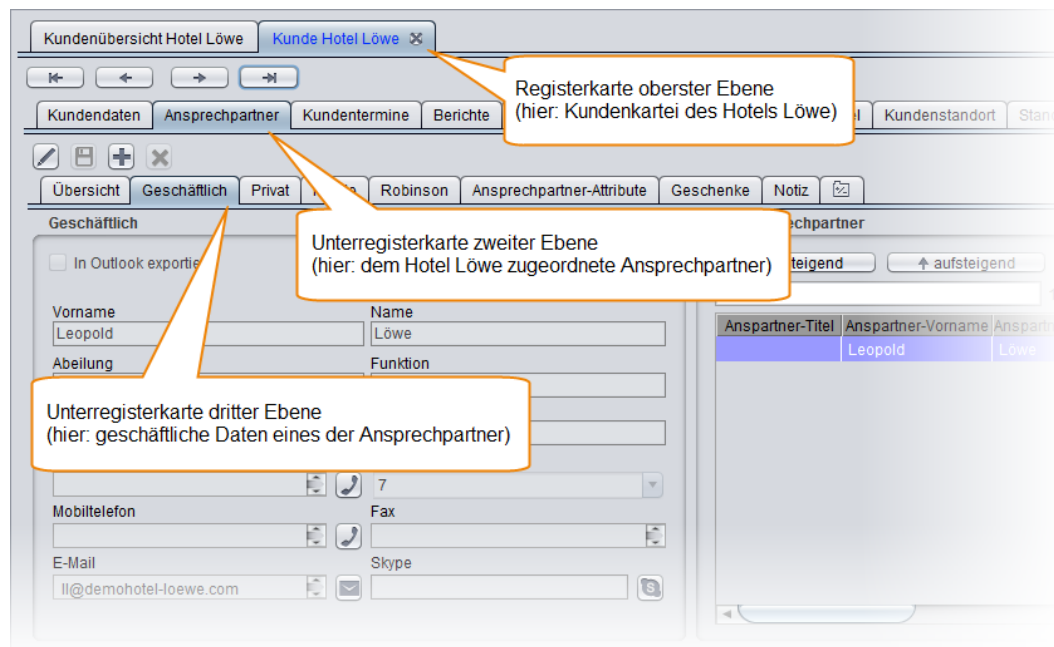 Kundenübersicht Hotel Löwe Kunde Hotel Löwe
Registerkarte oberster Ebene
(hier: Kundenkartei des Hotels Löwe)
Kundendaten Ansprechpartner Kundentermine Berichte Kundenstandort
Übersicht Geschäftlich Privat Robinson Ansprechpartner-Attribute Geschenke Notiz
Geschäftlich
Unterregisterkarte zweiter Ebene
(hier: dem Hotel Löwe zugeordnete Ansprechpartner)
In Outlook exportie
teigend aufsteigend
Vorname Name
Leopold Löwe
Anspartner-Titel Anspartner-Vorname Anspartn
Leopold Löwe
Abeilung Funktion
Unterregisterkarte dritter Ebene
(hier: geschäftliche Daten eines der Ansprechpartner)
7
Mobiltelefon Fax
E-Mail Skype
ll@demohotel-loewe.com